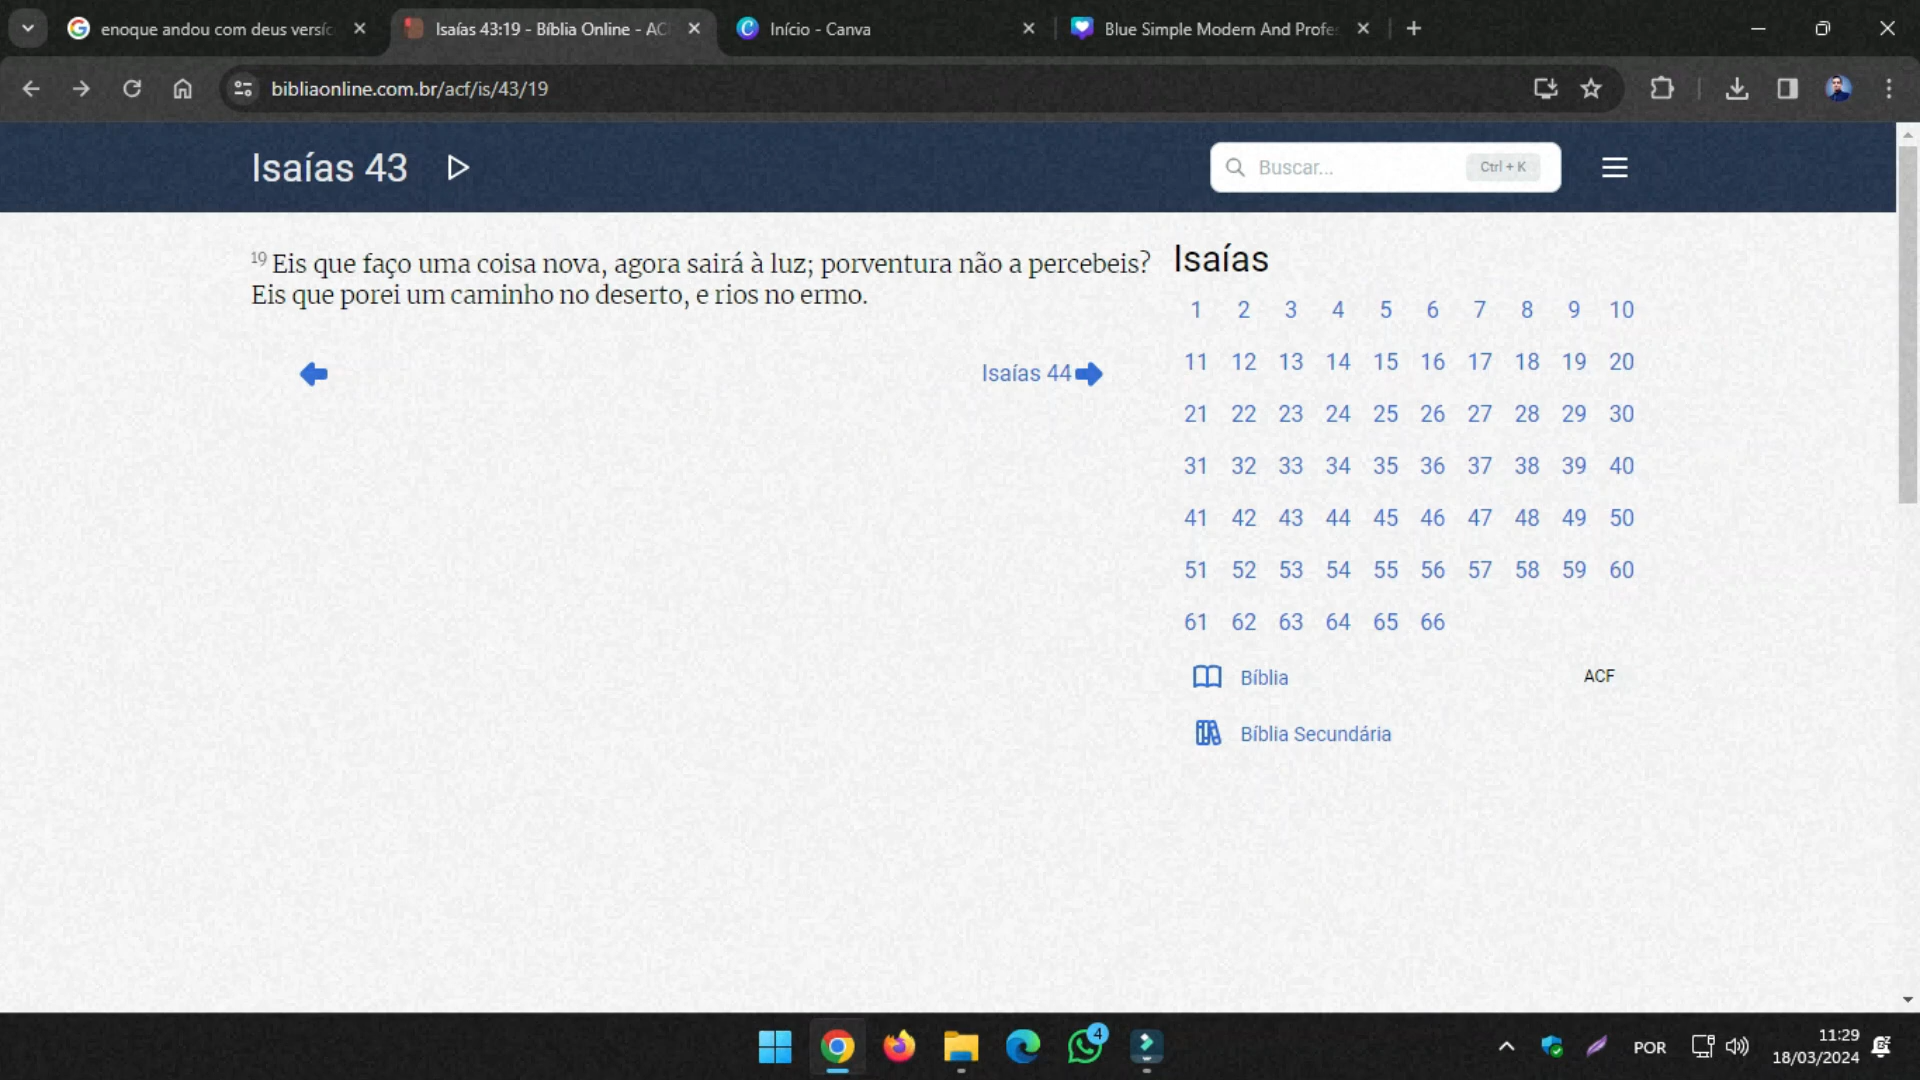 enoque andou com deus versíc
Isaías 43:19 - Bíblia Online - AC
Início - Canva
Blue Simple Modern And Profes
bibliaonline.com.br/acf/is/43/19
Isaías 43
Buscar...
Ctrl + K
19 Eis que faço uma coisa nova, agora sairá à luz; porventura não a percebeis?
Eis que porei um caminho no deserto, e rios no ermo.
Isaías 44
Isaías
1 2 3 4 5 6 7 8 9 10
11 12 13 14 15 16 17 18 19 20
21 22 23 24 25 26 27 28 29 30
31 32 33 34 35 36 37 38 39 40
41 42 43 44 45 46 47 48 49 50
51 52 53 54 55 56 57 58 59 60
61 62 63 64 65 66
Bíblia
ACF
Bíblia Secundária
4
POR
11:29
18/03/2024